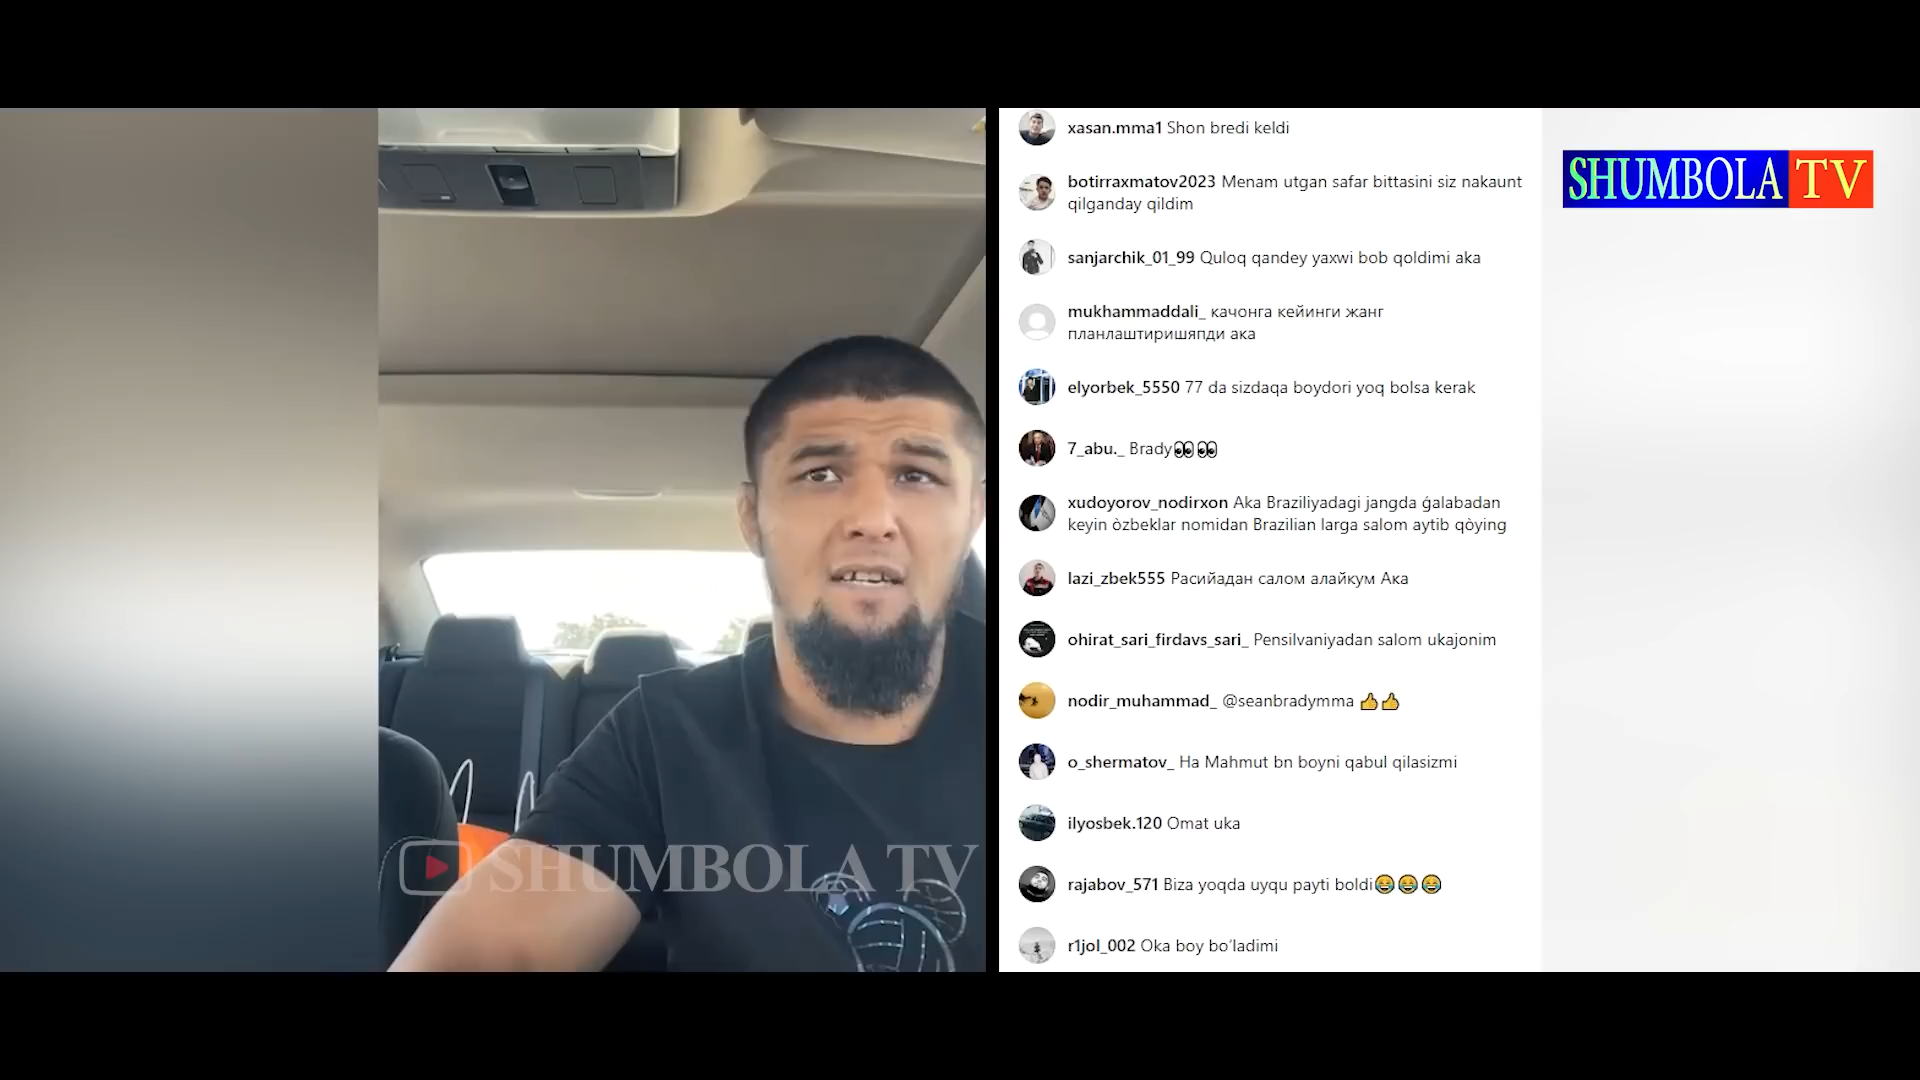 xasan.mma1 Shon bredi keldi
botirraxmatov2023 Menam utgan safar bittasini siz nakaunt
qilganday qildim
sanjarchik_01_99 Quloq qandey yaxwi bob qoldimi aka
mukhammaddali_ качонга кейинги жанг
планлаштиришяпди ака
elyorbek_5550 77 da sizdaqa boydori yoq bolsa kerak
7_abu._ Brady👀👀
xudoyorov_nodirxon Aka Braziliyadagi jangda ǵalabadan
keyin òzbeklar nomidan Brazilian larga salom aytib qòying
lazi_zbek555 Расийадан салом алайкум Ака
ohirat_sari_firdavs_sari_ Pensilvaniyadan salom ukajonim
nodir_muhammad_ @seanbradymma 👍👍
o_shermatov_ Ha Mahmut bn boyni qabul qilasizmi
ilyosbek.120 Omat uka
rajabov_571 Biza yoqda uyqu payti boldi😂😂😂
r1jol_002 Oka boy bo‘ladimi
SHUMBOLA TV
SHUMBOLA TV